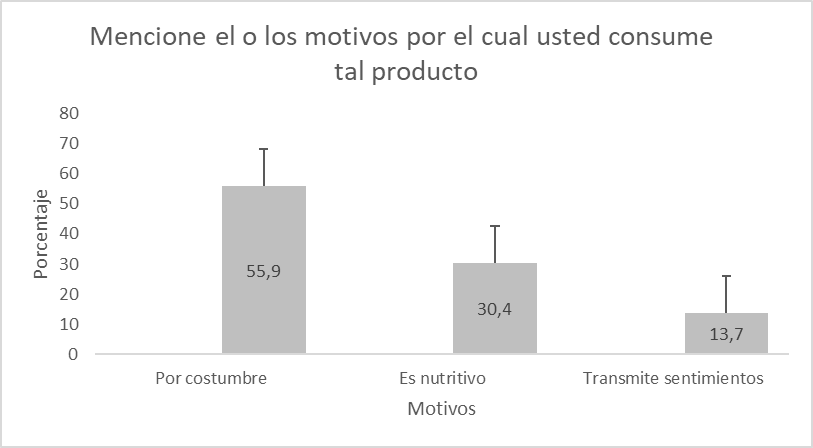 Mencione el o los motivos por el cual usted consume
tal producto
80
70
60
50
40
30
20
10
0
Porcentaje
55,9
30,4
13,7
Por costumbre
Es nutritivo
Transmite sentimientos
Motivos